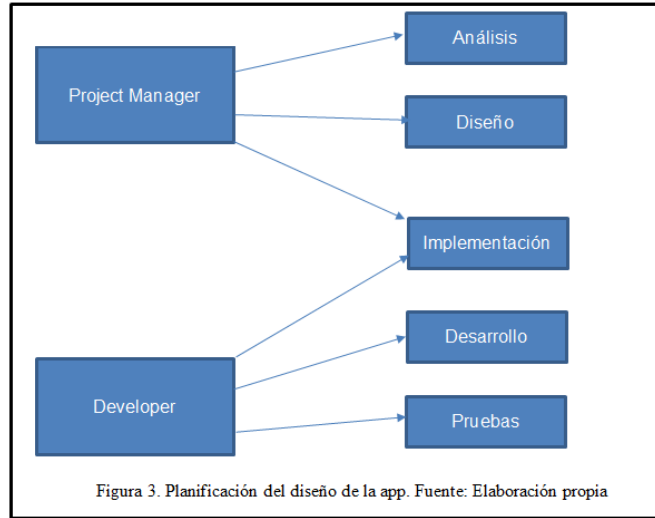 Project Manager
Análisis
Diseño
Implementación
Developer
Desarrollo
Pruebas
Figura 3. Planificación del diseño de la app. Fuente: Elaboración propia